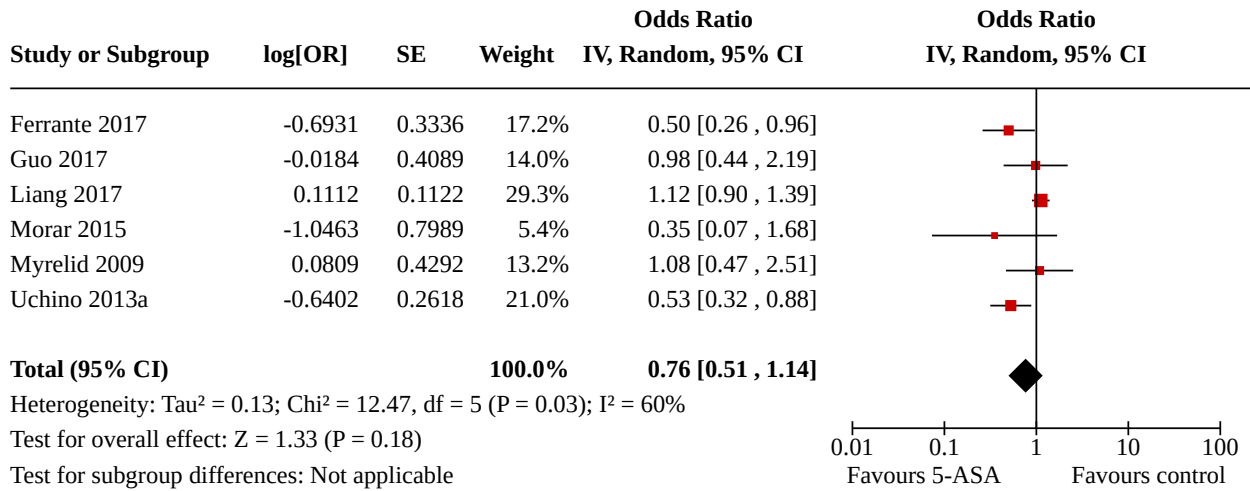 Odds Ratio Odds Ratio
Study or Subgroup log[OR] SE Weight IV, Random, 95% CI IV, Random, 95% CI
Ferrante 2017 -0.6931 0.3336 17.2% 0.50 [0.26 , 0.96]
Guo 2017 -0.0184 0.4089 14.0% 0.98 [0.44 , 2.19]
Liang 2017 0.1112 0.1122 29.3% 1.12 [0.90 , 1.39]
Morar 2015 -1.0463 0.7989 5.4% 0.35 [0.07 , 1.68]
Myrelid 2009 0.0809 0.4292 13.2% 1.08 [0.47 , 2.51]
Uchino 2013a -0.6402 0.2618 21.0% 0.53 [0.32 , 0.88]
Total (95% CI) 100.0% 0.76 [0.51 , 1.14]
Heterogeneity: Tau² = 0.13; Chi² = 12.47, df = 5 (P = 0.03); I² = 60%
Test for overall effect: Z = 1.33 (P = 0.18)
0.01 0.1 1 10 100
Test for subgroup differences: Not applicable
Favours 5-ASA Favours control